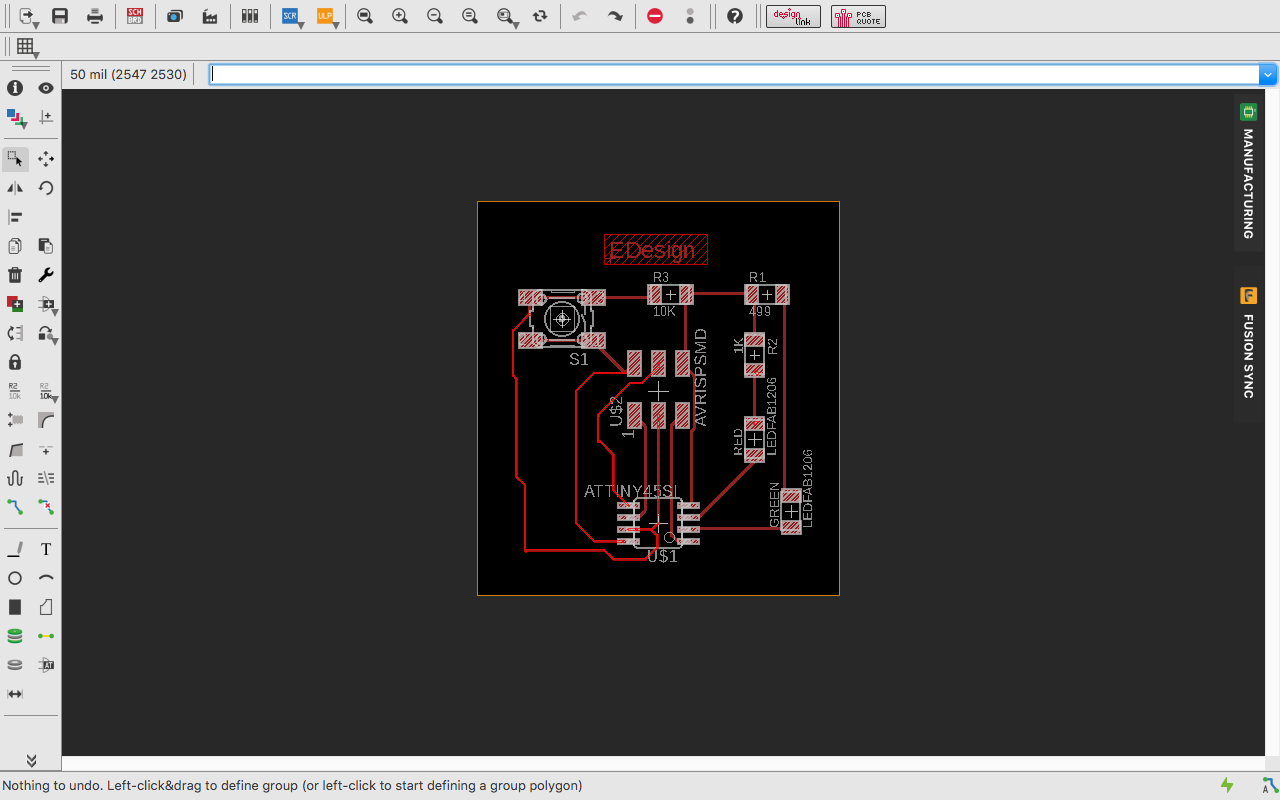 SCH
BRD
SCR
ULP
design
link
PCB
QUOTE
50 mil (2547 2530)
MANUFACTURING
FUSION SYNC
R2
10k
R2
10k
T
AT
EDesign
R3
10K
R1
499
S1
1K
R2
AVRISPSMD
U$2
1
RED
LEDFAB1206
GREEN
LEDFAB1206
ATTINY45SI
U$1
Nothing to undo. Left-click&drag to define group (or left-click to start defining a group polygon)
A